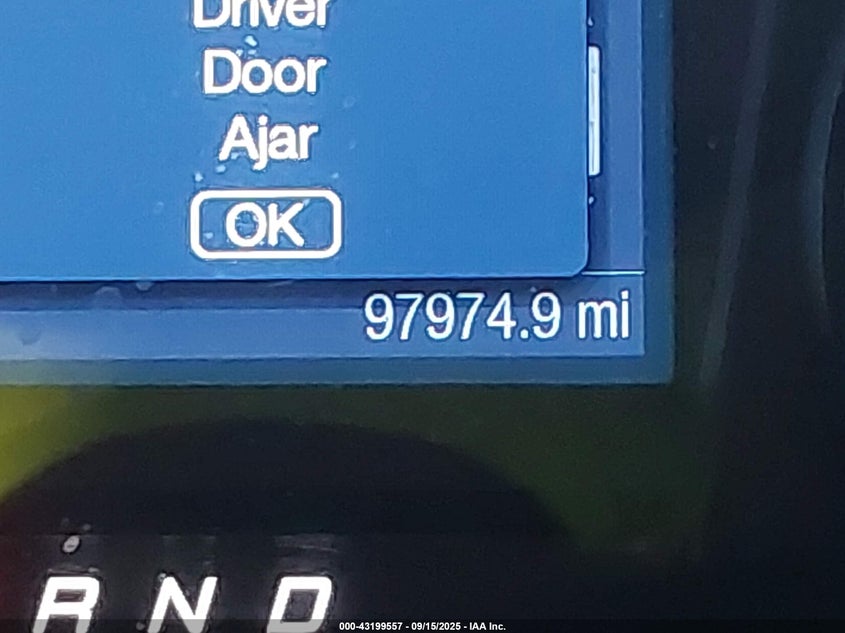 Driver
Door
Ajar
OK
97974.9 mi
R N D
000-43199557 - 09/15/2025 - IAA Inc.